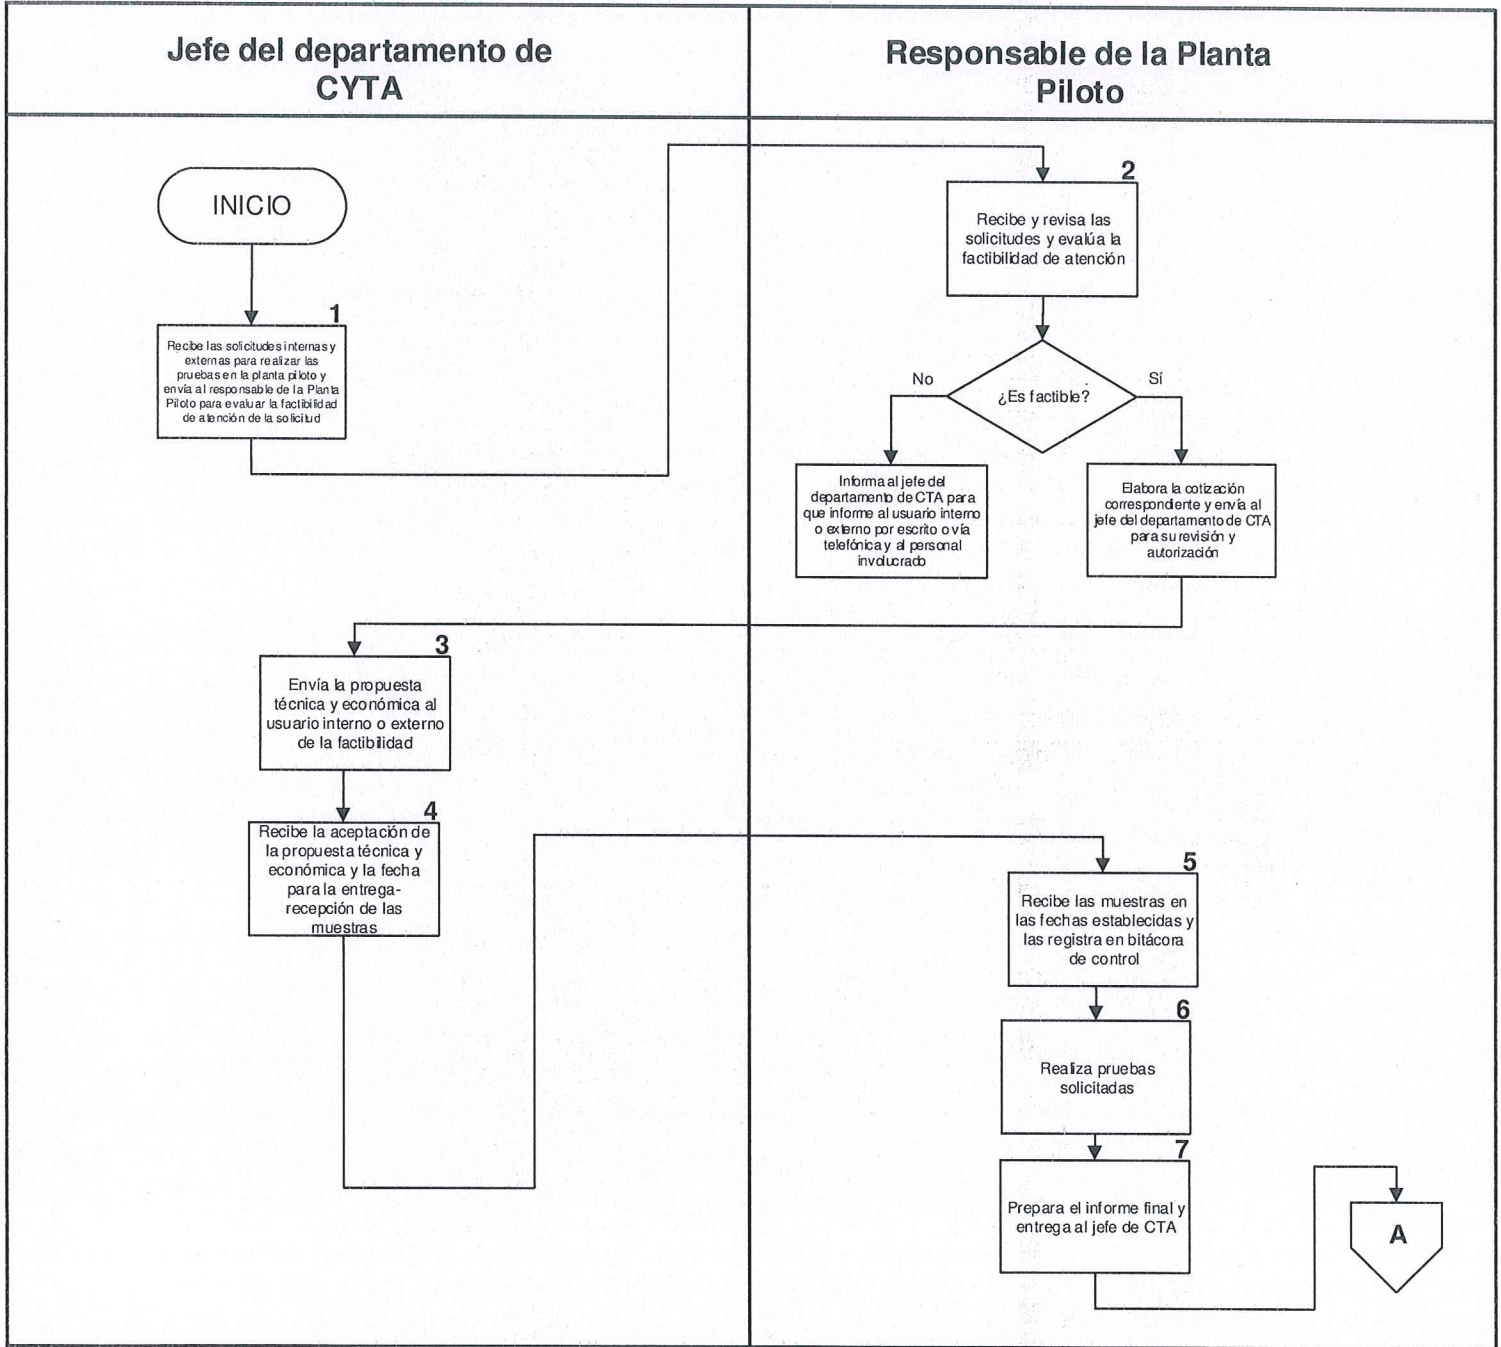 Jefe del departamento de
CYTA
Responsable de la Planta
Piloto
INICIO
1
Recibe las solicitudes internas y
externas para realizar las
pruebas en la planta piloto y
envía al responsable de la Planta
Piloto para evaluar la factibilidad
de atención de la solicitud
2
Recibe y revisa las
solicitudes y evalúa la
factibilidad de atención
¿Es factible?
No
Sí
Informa al jefe del
departamento de CTA para
que informe al usuario interno
o externo por escrito o vía
telefónica y al personal
involucrado
Elabora la cotización
correspondiente y envía al
jefe del departamento de CTA
para su revisión y
autorización
3
Envía la propuesta
técnica y económica al
usuario interno o externo
de la factibilidad
4
Recibe la aceptación de
la propuesta técnica y
económica y la fecha
para la entrega-
recepción de las
muestras
5
Recibe las muestras en
las fechas establecidas y
las registra en bitácora
de control
6
Realiza pruebas
solicitadas
7
Prepara el informe final y
entrega al jefe de CTA
A